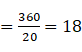 = 360/20 = 18